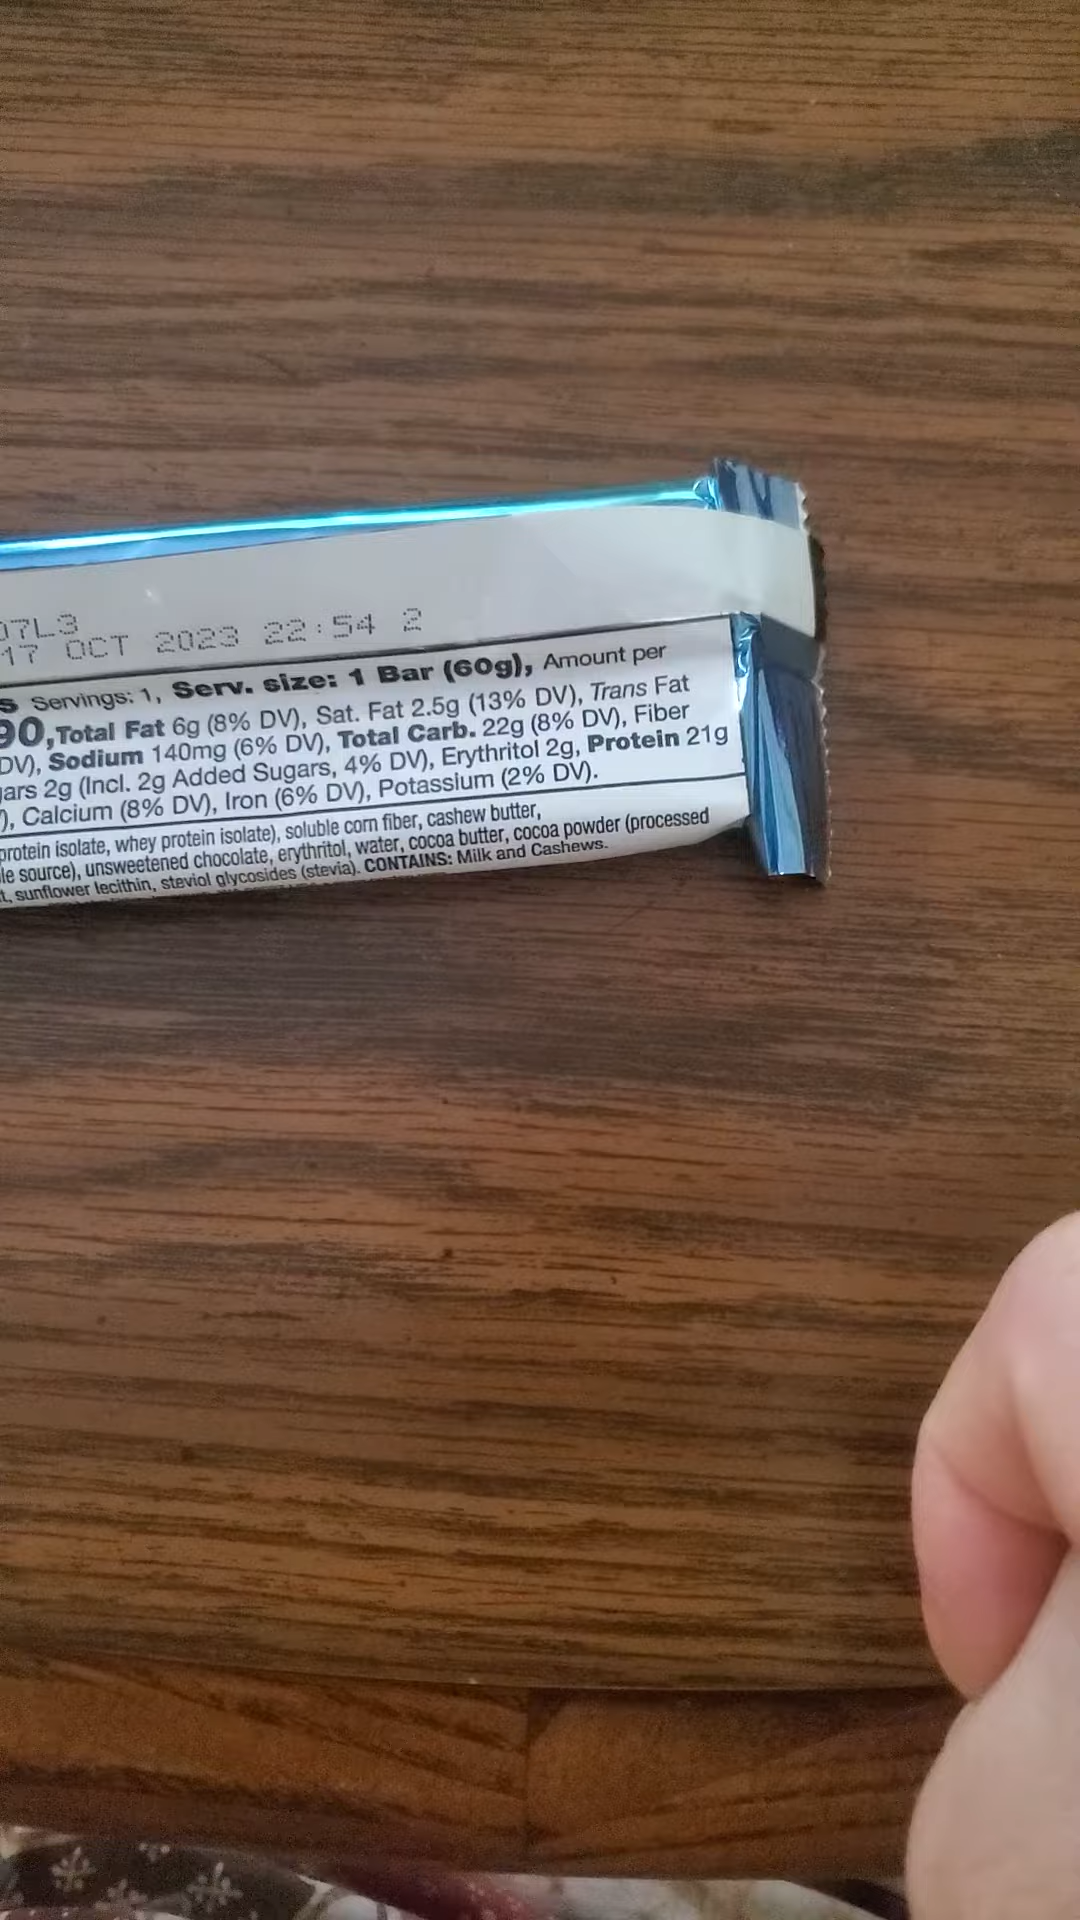 07L3
17 OCT 2023 22:54 2
s Servings: 1, Serv. size: 1 Bar (60g), Amount per
90, Total Fat 6g (8% DV), Sat. Fat 2.5g (13% DV), Trans Fat
DV), Sodium 140mg (6% DV), Total Carb. 22g (8% DV), Fiber
ars 2g (Incl. 2g Added Sugars, 4% DV), Erythritol 2g, Protein 21g
), Calcium (8% DV), Iron (6% DV), Potassium (2% DV).
protein isolate, whey protein isolate), soluble corn fiber, cashew butter,
le source), unsweetened chocolate, erythritol, water, cocoa butter, cocoa powder (processed
t, sunflower lecithin, steviol glycosides (stevia). CONTAINS: Milk and Cashews.